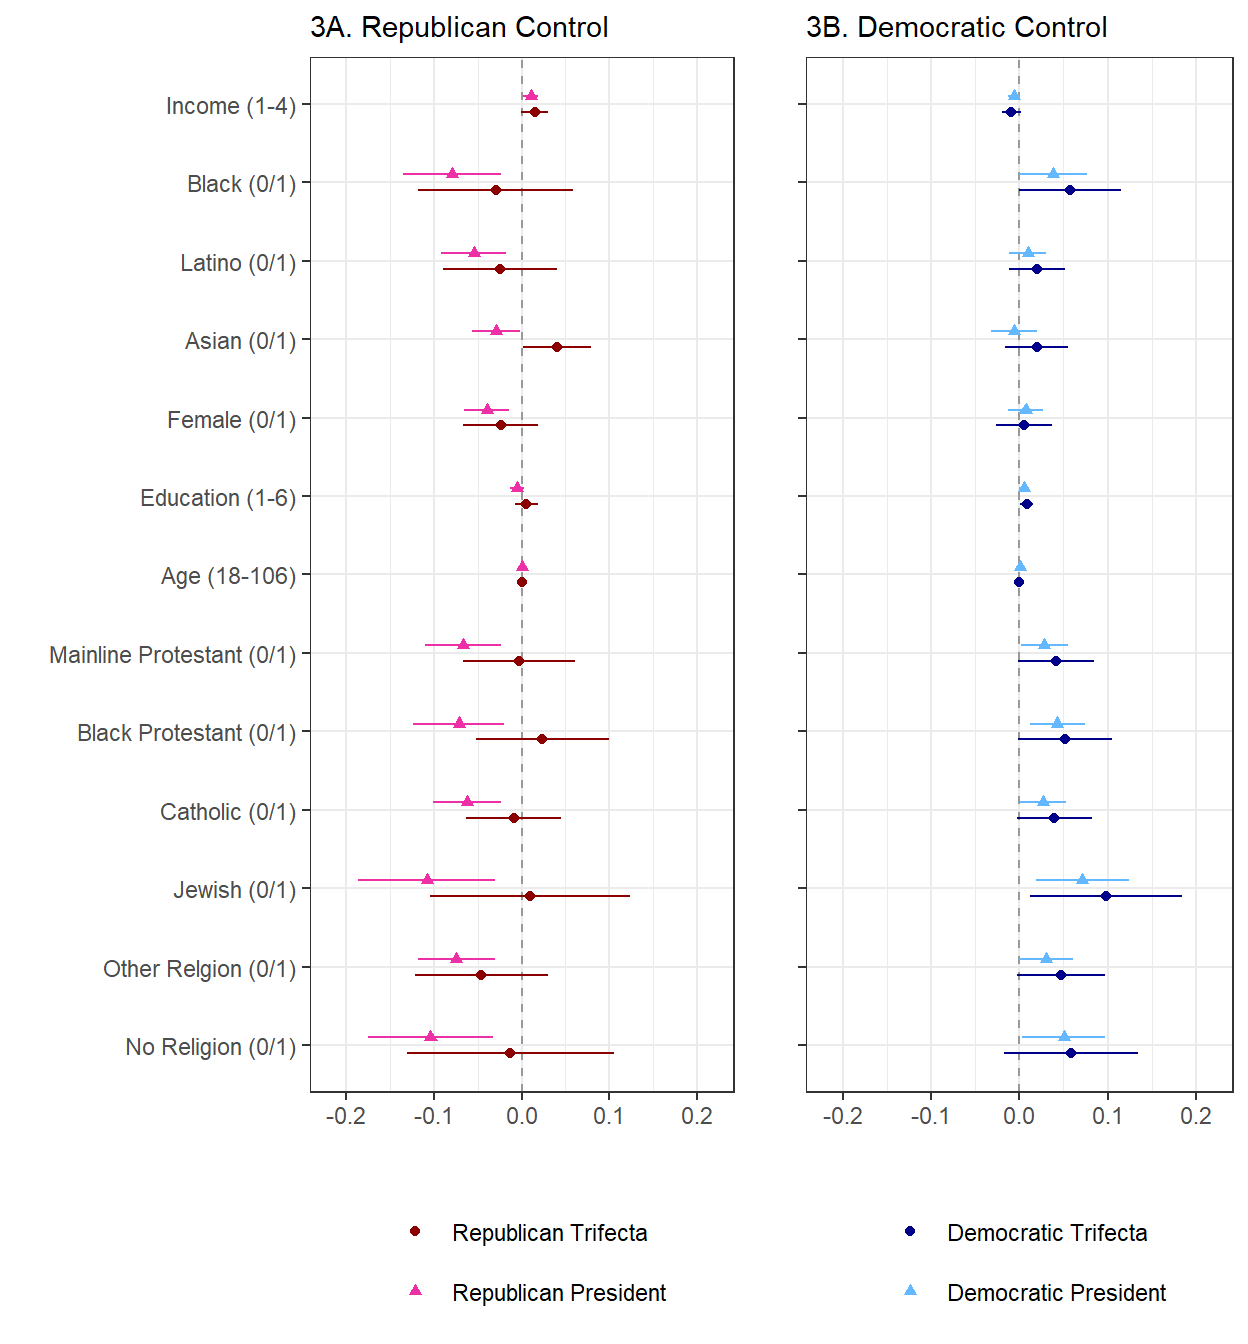 3A. Republican Control
3B. Democratic Control
Income (1-4)
Black (0/1)
Latino (0/1)
Asian (0/1)
Female (0/1)
Education (1-6)
Age (18-106)
Mainline Protestant (0/1)
Black Protestant (0/1)
Catholic (0/1)
Jewish (0/1)
Other Relgion (0/1)
No Religion (0/1)
-0.2 -0.1 0.0 0.1 0.2
-0.2 -0.1 0.0 0.1 0.2
Republican Trifecta
Republican President
Democratic Trifecta
Democratic President